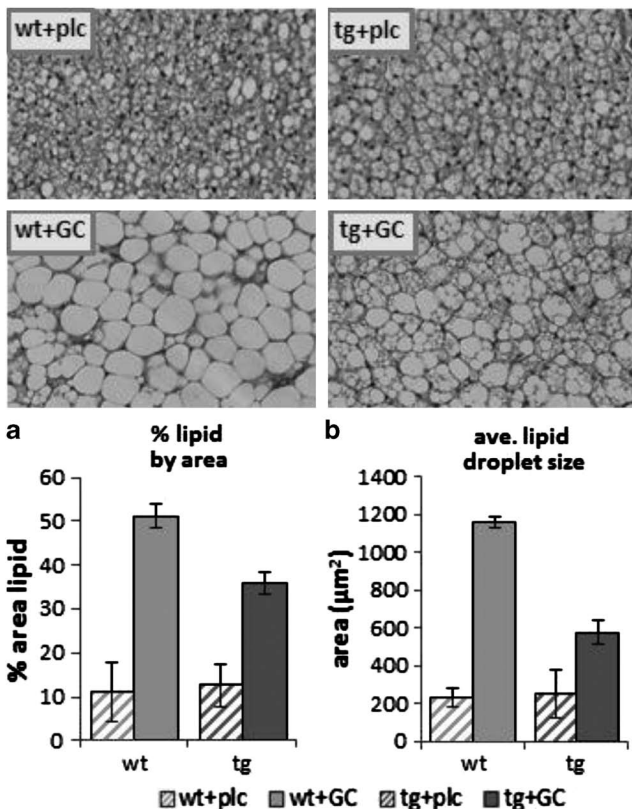 wt+plc
tg+plc
wt+GC
tg+GC
a
% lipid
by area
60
50
40
30
20
10
0
% area lipid
wt
tg
b
ave. lipid
droplet size
1400
1200
1000
800
600
400
200
0
area (µm²)
wt
tg
wt+plc
wt+GC
tg+plc
tg+GC